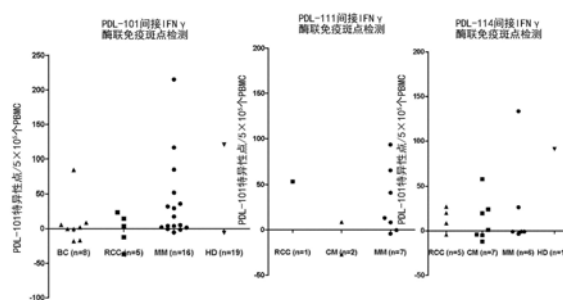 PDL-101间接IFN γ
酶联免疫斑点检测
PDL-101特异性点/5×10⁵个PBMC
250
200
150
100
50
0
-50
-100
BC (n=8)
RCC (n=5)
MM (n=16)
HD (n=19)
PDL-111间接IFN γ
酶联免疫斑点检测
PDL-101特异性点/5×10⁵个PBMC
200
150
100
50
0
-50
RCC (n=1)
CM (n=2)
MM (n=7)
PDL-114间接IFN γ
酶联免疫斑点检测
PDL-101特异性点/5×10⁵个PBMC
200
150
100
50
0
-50
RCC (n=5)
CM (n=7)
MM (n=6)
HD (n=1